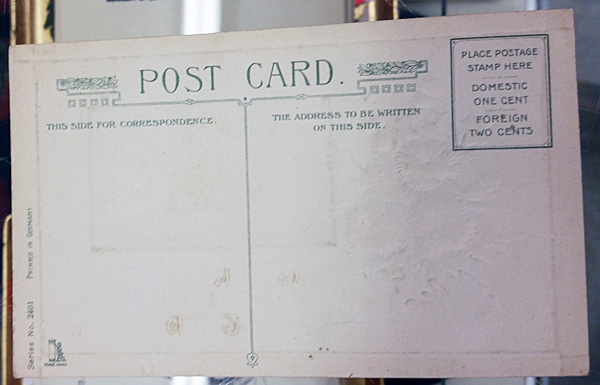 POST CARD.
THIS SIDE FOR CORRESPONDENCE.
THE ADDRESS TO BE WRITTEN
ON THIS SIDE.
PLACE POSTAGE
STAMP HERE
DOMESTIC
ONE CENT
FOREIGN
TWO CENTS
Series No. 2401
PRINTED IN GERMANY